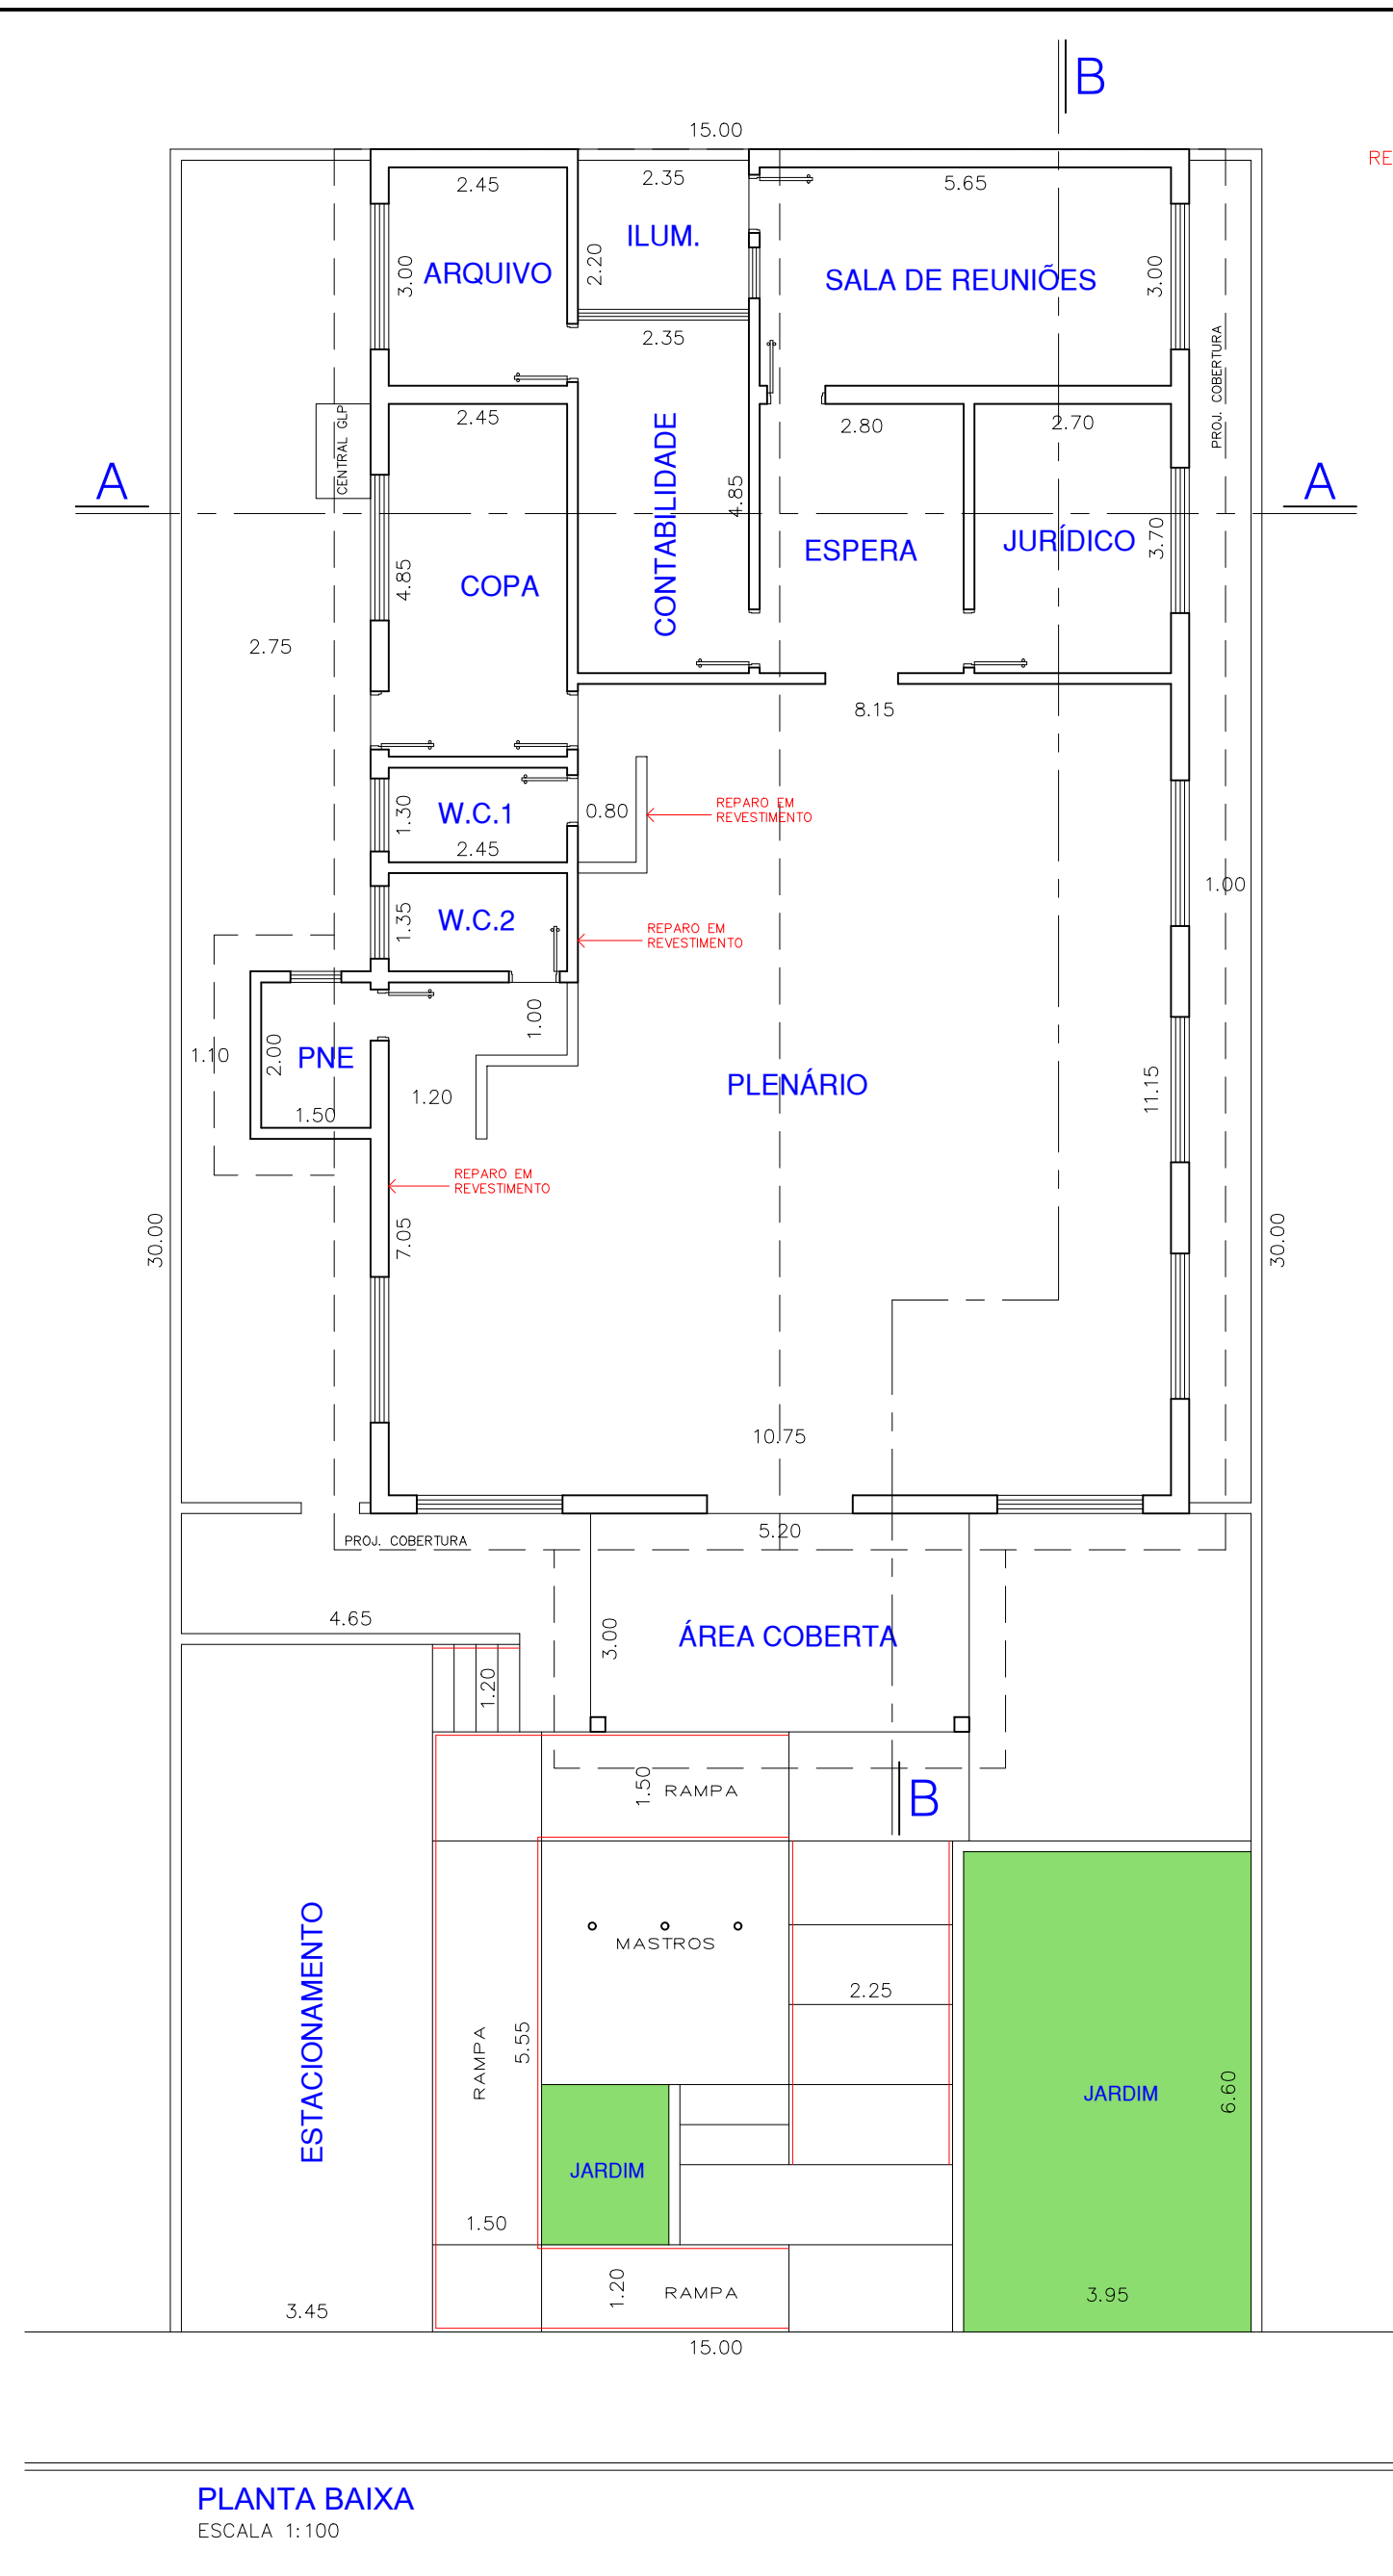 B
15.00
RE
2.45
2.35
5.65
ILUM.
2.20
ARQUIVO
3.00
SALA DE REUNIÕES
3.00
2.35
PROJ. COBERTURA
2.45
CENTRAL GLP
2.80
2.70
A
A
CONTABILIDADE
4.85
ESPERA
JURÍDICO
3.70
COPA
4.85
2.75
8.15
W.C.1
1.30
0.80
REPARO EM
REVESTIMENTO
2.45
1.00
W.C.2
1.35
REPARO EM
REVESTIMENTO
1.00
1.10
2.00
PNE
PLENÁRIO
11.15
1.20
1.50
REPARO EM
REVESTIMENTO
30.00
7.05
30.00
10.75
5.20
PROJ. COBERTURA
4.65
3.00
ÁREA COBERTA
1.20
1.50
RAMPA
B
MASTROS
ESTACIONAMENTO
2.25
5.55
RAMPA
JARDIM
6.60
JARDIM
1.50
1.20
RAMPA
3.95
3.45
15.00
PLANTA BAIXA
ESCALA 1:100